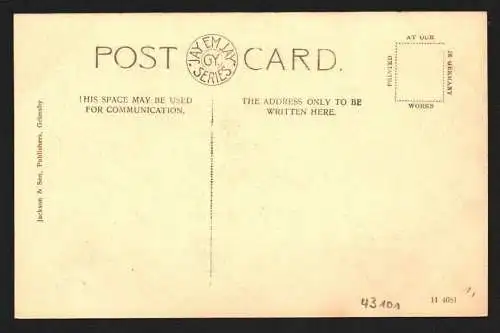 POST CARD.
JAY EM JAY
GY.
SERIES
AT OUR
PRINTED
IN GERMANY
WORKS
THIS SPACE MAY BE USED
FOR COMMUNICATION.
THE ADDRESS ONLY TO BE
WRITTEN HERE.
Jackson & Son, Publishers, Grimsby
43101